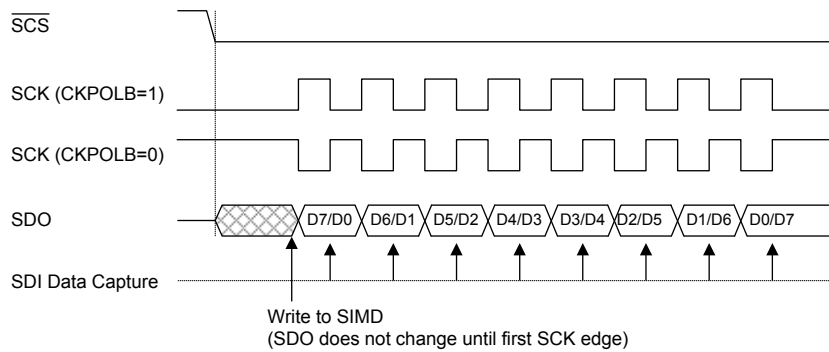 SCS
SCK (CKPOLB=1)
SCK (CKPOLB=0)
SDO
D7/D0 D6/D1 D5/D2 D4/D3 D3/D4 D2/D5 D1/D6 D0/D7
SDI Data Capture
Write to SIMD
(SDO does not change until first SCK edge)